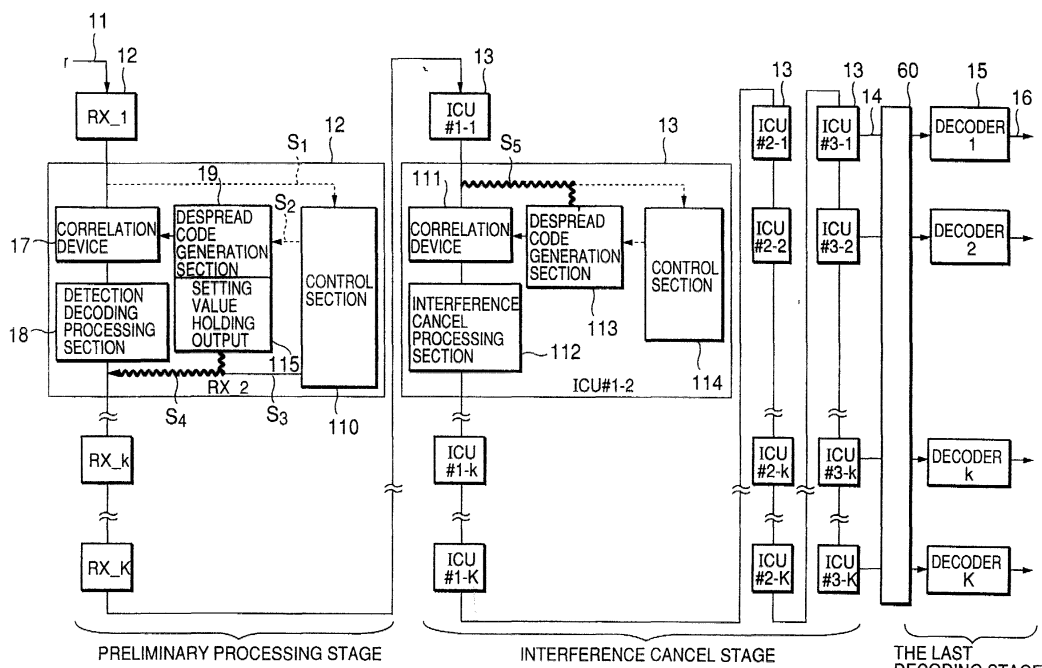 11
r
12
RX_1
12
S1
19
17
CORRELATION
DEVICE
DESPREAD
CODE
GENERATION
SECTION
S2
CONTROL
SECTION
18
DETECTION
DECODING
PROCESSING
SECTION
SETTING
VALUE
HOLDING
OUTPUT
115
RX_2
S4
S3
110
RX_k
RX_K
PRELIMINARY PROCESSING STAGE
13
ICU
#1-1
13
S5
111
CORRELATION
DEVICE
DESPREAD
CODE
GENERATION
SECTION
113
CONTROL
SECTION
114
INTERFERENCE
CANCEL
PROCESSING
SECTION
112
ICU#1-2
ICU
#1-k
ICU
#1-K
13
ICU
#2-1
ICU
#2-2
ICU
#2-k
ICU
#2-K
13
ICU
#3-1
ICU
#3-2
ICU
#3-k
ICU
#3-K
INTERFERENCE CANCEL STAGE
14
60
15
16
DECODER
1
DECODER
2
DECODER
k
DECODER
K
THE LAST
DECODING STAGE